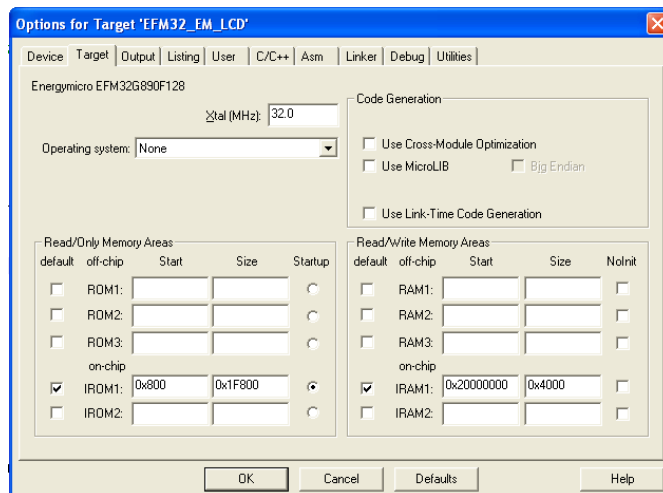 Options for Target 'EFM32_EM_LCD'
Device Target Output Listing User C/C++ Asm Linker Debug Utilities
Energymicro EFM32G890F128
Xtal (MHz): 32.0
Operating system: None
Code Generation
Use Cross-Module Optimization
Use MicroLIB Big Endian
Use Link-Time Code Generation
Read/Only Memory Areas
default off-chip Start Size Startup
ROM1:
ROM2:
ROM3:
on-chip
IROM1: 0x800 0x1F800
IROM2:
Read/Write Memory Areas
default off-chip Start Size NoInit
RAM1:
RAM2:
RAM3:
on-chip
IRAM1: 0x20000000 0x4000
IRAM2:
OK Cancel Defaults Help